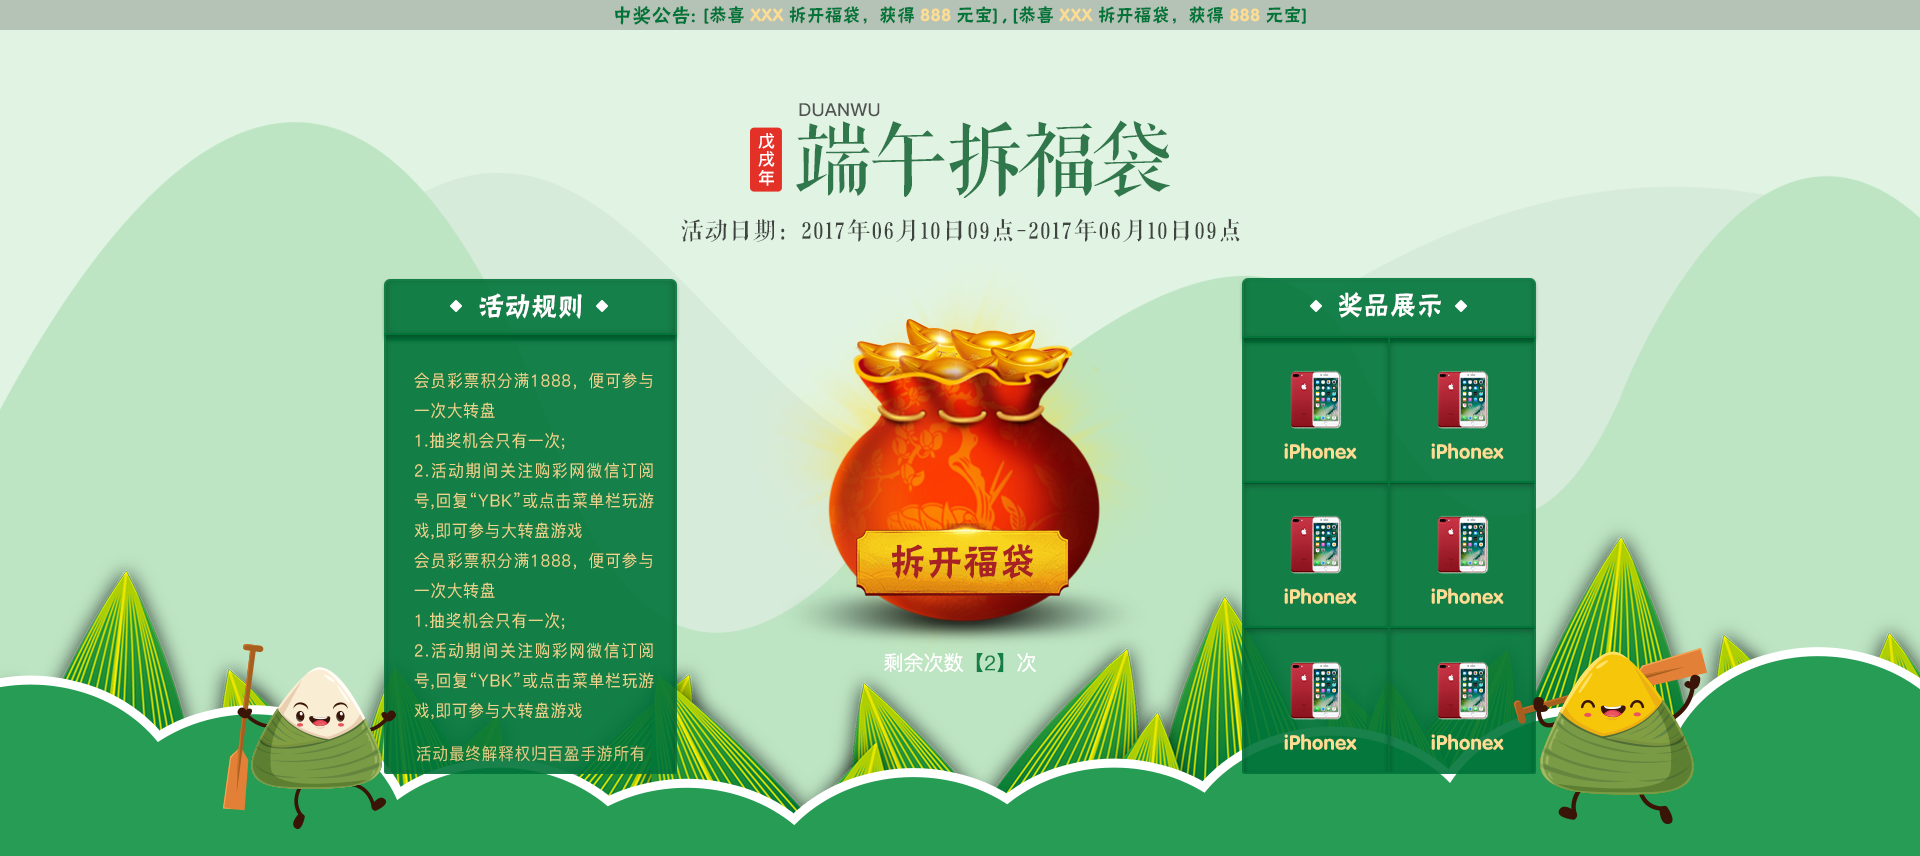 中奖公告: [恭喜 XXX 拆开福袋，获得 888 元宝] , [恭喜 XXX 拆开福袋，获得 888 元宝]
DUANWU
戊戌年
端午拆福袋
活动日期：2017年06月10日09点-2017年06月10日09点
活动规则
会员彩票积分满1888，便可参与
一次大转盘
1.抽奖机会只有一次;
2.活动期间关注购彩网微信订阅
号,回复“YBK”或点击菜单栏玩游
戏,即可参与大转盘游戏
会员彩票积分满1888，便可参与
一次大转盘
1.抽奖机会只有一次;
2.活动期间关注购彩网微信订阅
号,回复“YBK”或点击菜单栏玩游
戏,即可参与大转盘游戏
活动最终解释权归百盈手游所有
拆开福袋
剩余次数【2】次
奖品展示
iPhonex
iPhonex
iPhonex
iPhonex
iPhonex
iPhonex